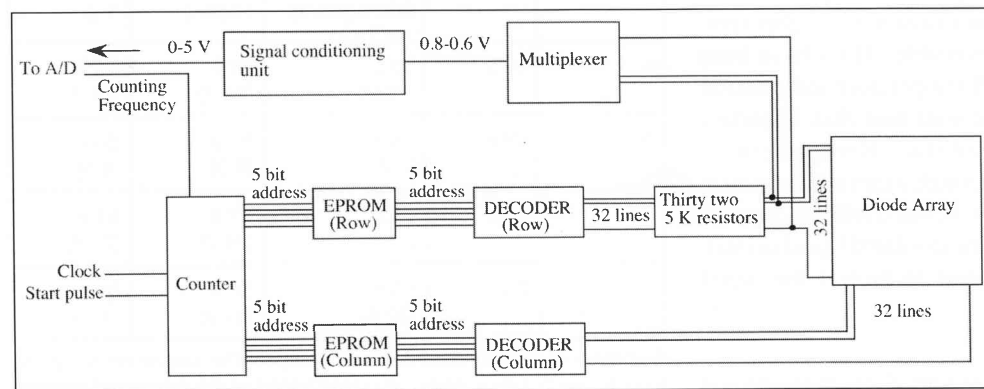 0-5 V
Signal conditioning
unit
0.8-0.6 V
Multiplexer
To A/D
Counting
Frequency
5 bit
address
EPROM
(Row)
5 bit
address
DECODER
(Row)
32 lines
Thirty two
5 K resistors
32 lines
Diode Array
Clock
Start pulse
Counter
5 bit
address
EPROM
(Column)
5 bit
address
DECODER
(Column)
32 lines